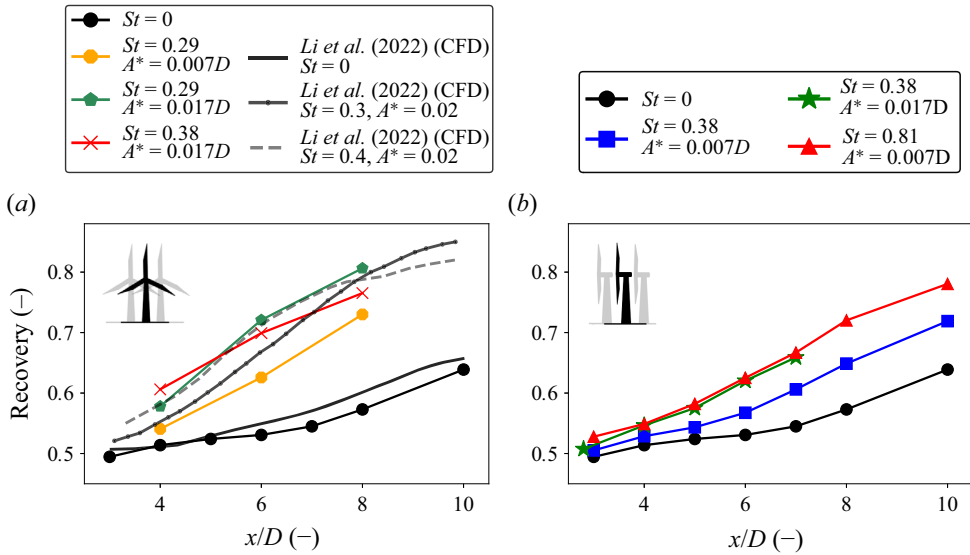 St = 0
St = 0.29
A* = 0.007D
St = 0.29
A* = 0.017D
St = 0.38
A* = 0.017D
Li et al. (2022) (CFD)
St = 0
Li et al. (2022) (CFD)
St = 0.3, A* = 0.02
Li et al. (2022) (CFD)
St = 0.4, A* = 0.02
St = 0
St = 0.38
A* = 0.007D
St = 0.38
A* = 0.017D
St = 0.81
A* = 0.007D
(a)
Recovery (–)
0.8
0.7
0.6
0.5
4
6
8
10
x/D (–)
(b)
0.8
0.7
0.6
0.5
4
5
6
7
8
9
10
x/D (–)